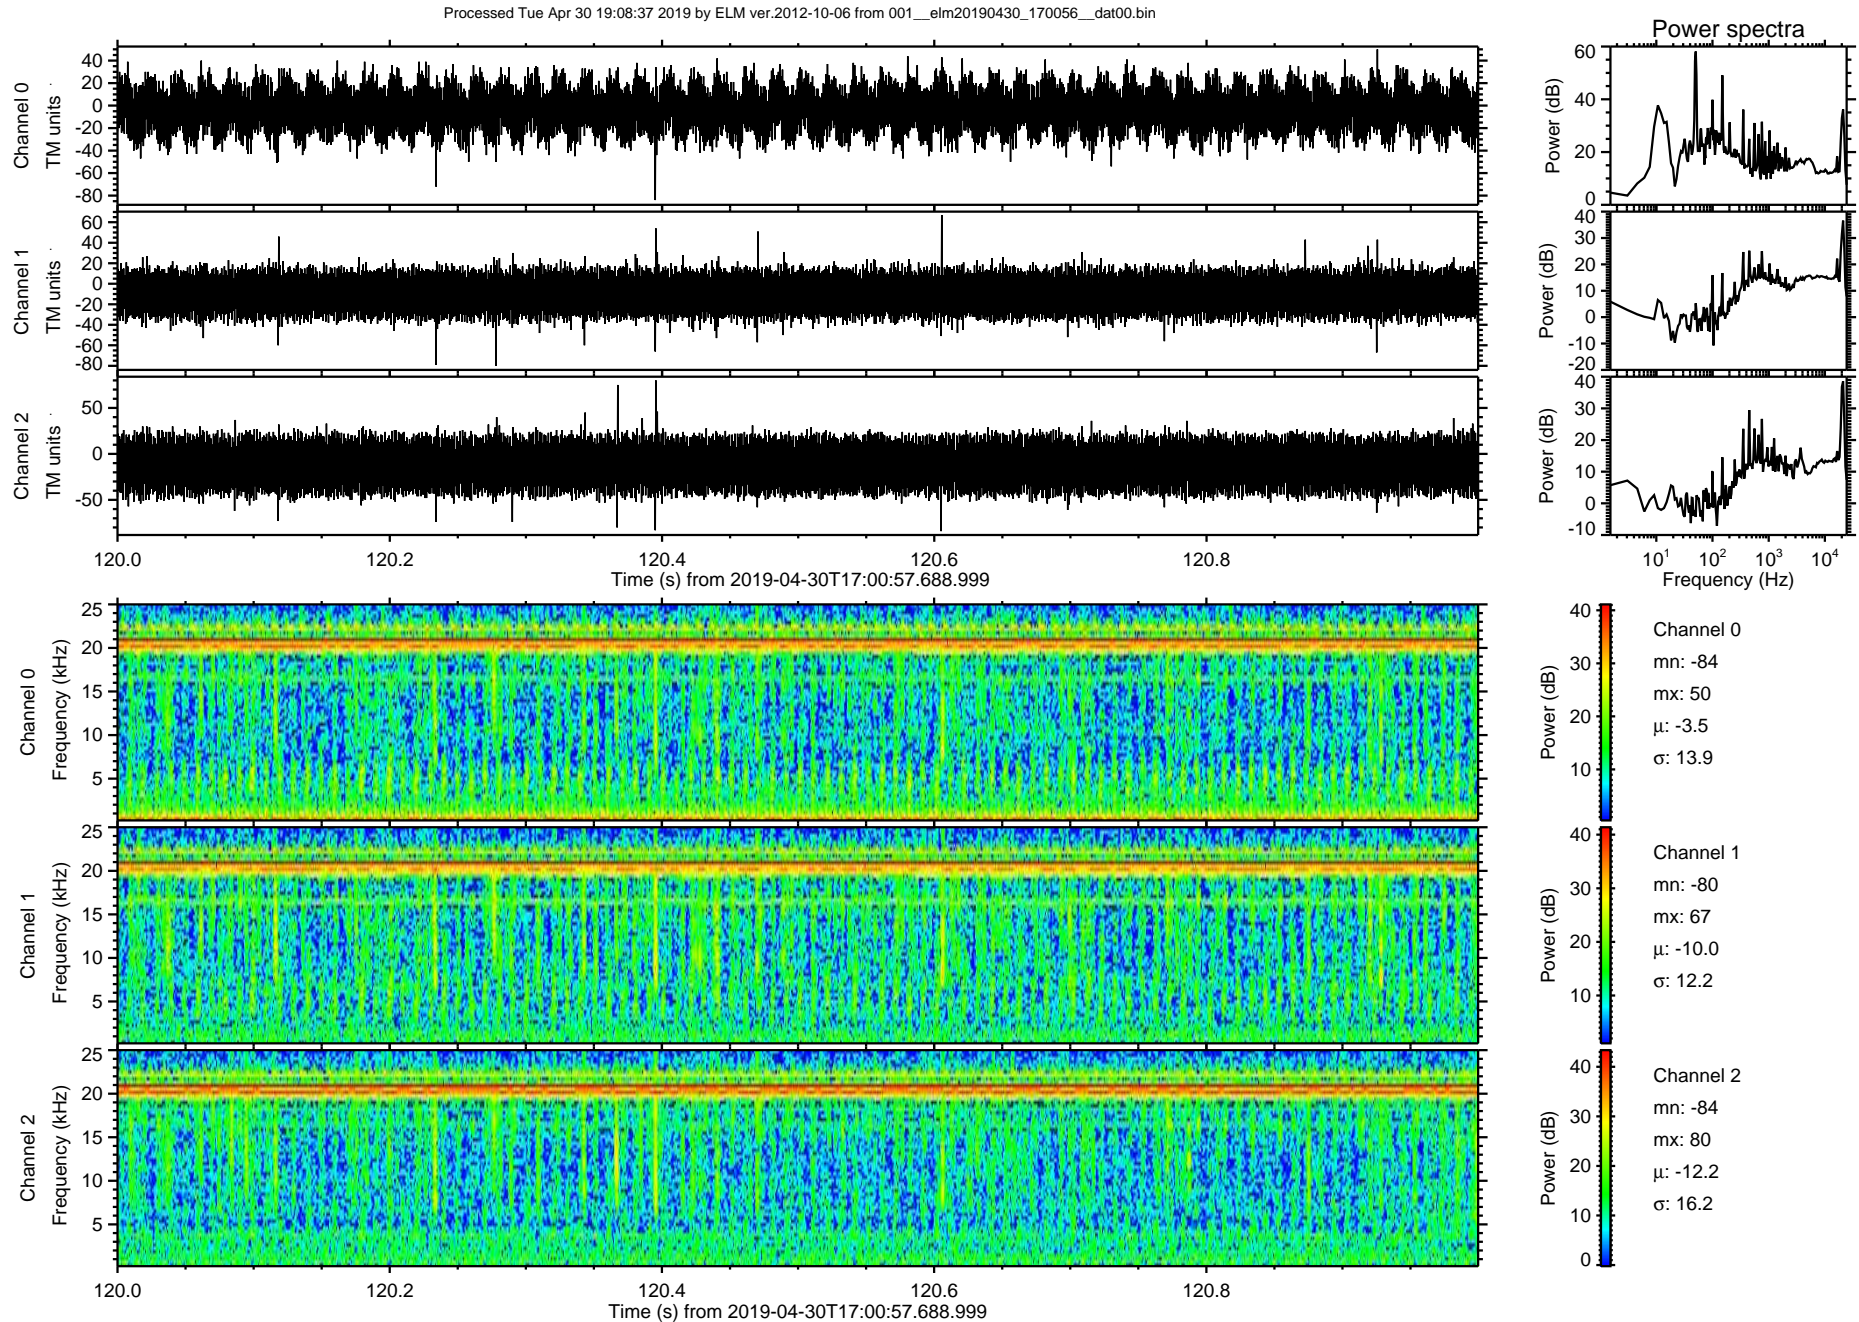 Processed Tue Apr 30 19:08:37 2019 by ELM ver.2012-10-06 from 001__elm20190430_170056__dat00.bin
Power spectra
Channel 0
TM units
40
20
0
-20
-40
-60
-80
Power (dB)
60
40
20
0
Channel 1
TM units
60
40
20
0
-20
-40
-60
-80
Power (dB)
40
30
20
10
0
-10
-20
Channel 2
TM units
50
0
-50
Power (dB)
40
30
20
10
0
-10
120.0 120.2 120.4 120.6 120.8
Time (s) from 2019-04-30T17:00:57.688.999
10¹ 10² 10³ 10⁴
Frequency (Hz)
Channel 0
Frequency (kHz)
25
20
15
10
5
Power (dB)
40
30
20
10
Channel 0
mn: -84
mx: 50
µ: -3.5
σ: 13.9
Channel 1
Frequency (kHz)
25
20
15
10
5
Power (dB)
40
30
20
10
Channel 1
mn: -80
mx: 67
µ: -10.0
σ: 12.2
Channel 2
Frequency (kHz)
25
20
15
10
5
Power (dB)
40
30
20
10
0
Channel 2
mn: -84
mx: 80
µ: -12.2
σ: 16.2
120.0 120.2 120.4 120.6 120.8
Time (s) from 2019-04-30T17:00:57.688.999